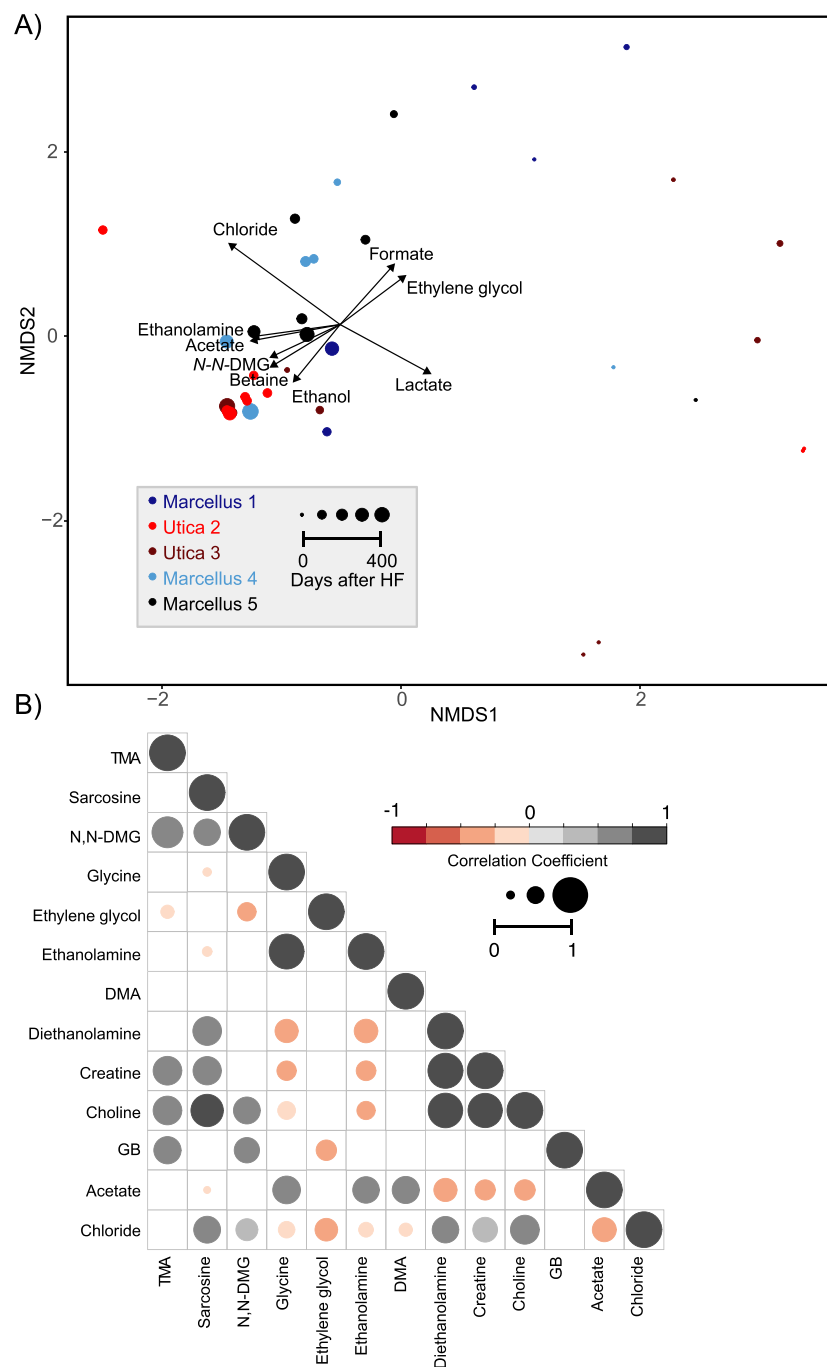 A)
NMDS2
2
0
−2
Chloride
Formate
Ethylene glycol
Ethanolamine
Acetate
N-N-DMG
Betaine
Ethanol
Lactate
Marcellus 1
Utica 2
Utica 3
Marcellus 4
Marcellus 5
0 400
Days after HF
−2 0 2
NMDS1
B)
TMA
Sarcosine
N,N-DMG
Glycine
Ethylene glycol
Ethanolamine
DMA
Diethanolamine
Creatine
Choline
GB
Acetate
Chloride
-1 0 1
Correlation Coefficient
0 1
TMA
Sarcosine
N,N-DMG
Glycine
Ethylene glycol
Ethanolamine
DMA
Diethanolamine
Creatine
Choline
GB
Acetate
Chloride